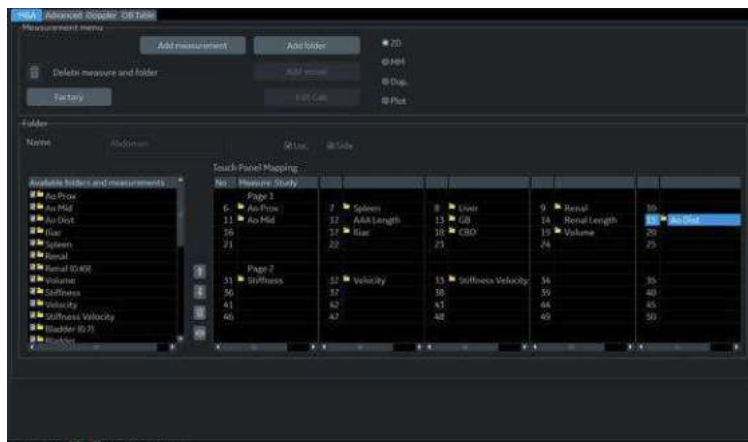 M&A Advanced Doppler OB Table
Measurement menu
Add measurement Add folder 2D
MM
Delete measure and folder Dop.
Factory Edit Calc Plot
Folder
Name Abdomen Loc. Side
Touch Panel Mapping
Available folders and measurements No Measure. Study
Ao Prox Page 1
Ao Mid 6 Ao Prox 7 Spleen 8 Liver 9 Renal 10
Ao Dist 11 Ao Mid 12 AAA Length 13 GB 14 Renal Length 15 Ao Dist
Iliac 16 17 Iliac 18 CBD 19 Volume 20
Spleen 21 22 23 24 25
Renal
Renal (0.49) Page 2
Volume 31 Stiffness 32 Velocity 33 Stiffness Velocity 34 35
Stiffness 36 37 38 39 40
Velocity 41 42 43 44 45
Stiffness Velocity 46 47 48 49 50
Bladder (0.7)
Bladder